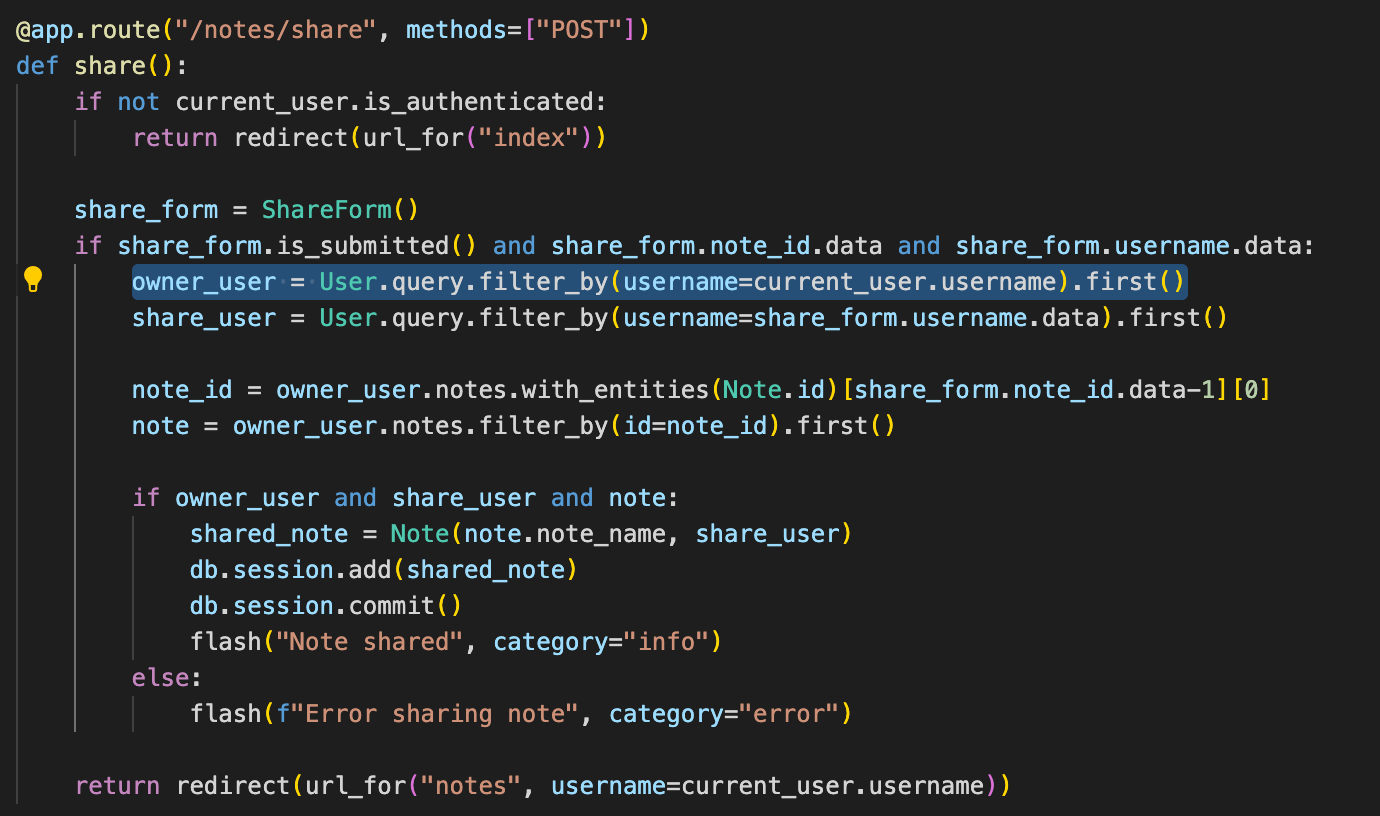 @app.route("/notes/share", methods=["POST"])
def share():
    if not current_user.is_authenticated:
        return redirect(url_for("index"))

    share_form = ShareForm()
    if share_form.is_submitted() and share_form.note_id.data and share_form.username.data:
        owner_user = User.query.filter_by(username=current_user.username).first()
        share_user = User.query.filter_by(username=share_form.username.data).first()

        note_id = owner_user.notes.with_entities(Note.id)[share_form.note_id.data-1][0]
        note = owner_user.notes.filter_by(id=note_id).first()

        if owner_user and share_user and note:
            shared_note = Note(note.note_name, share_user)
            db.session.add(shared_note)
            db.session.commit()
            flash("Note shared", category="info")
        else:
            flash(f"Error sharing note", category="error")

    return redirect(url_for("notes", username=current_user.username))